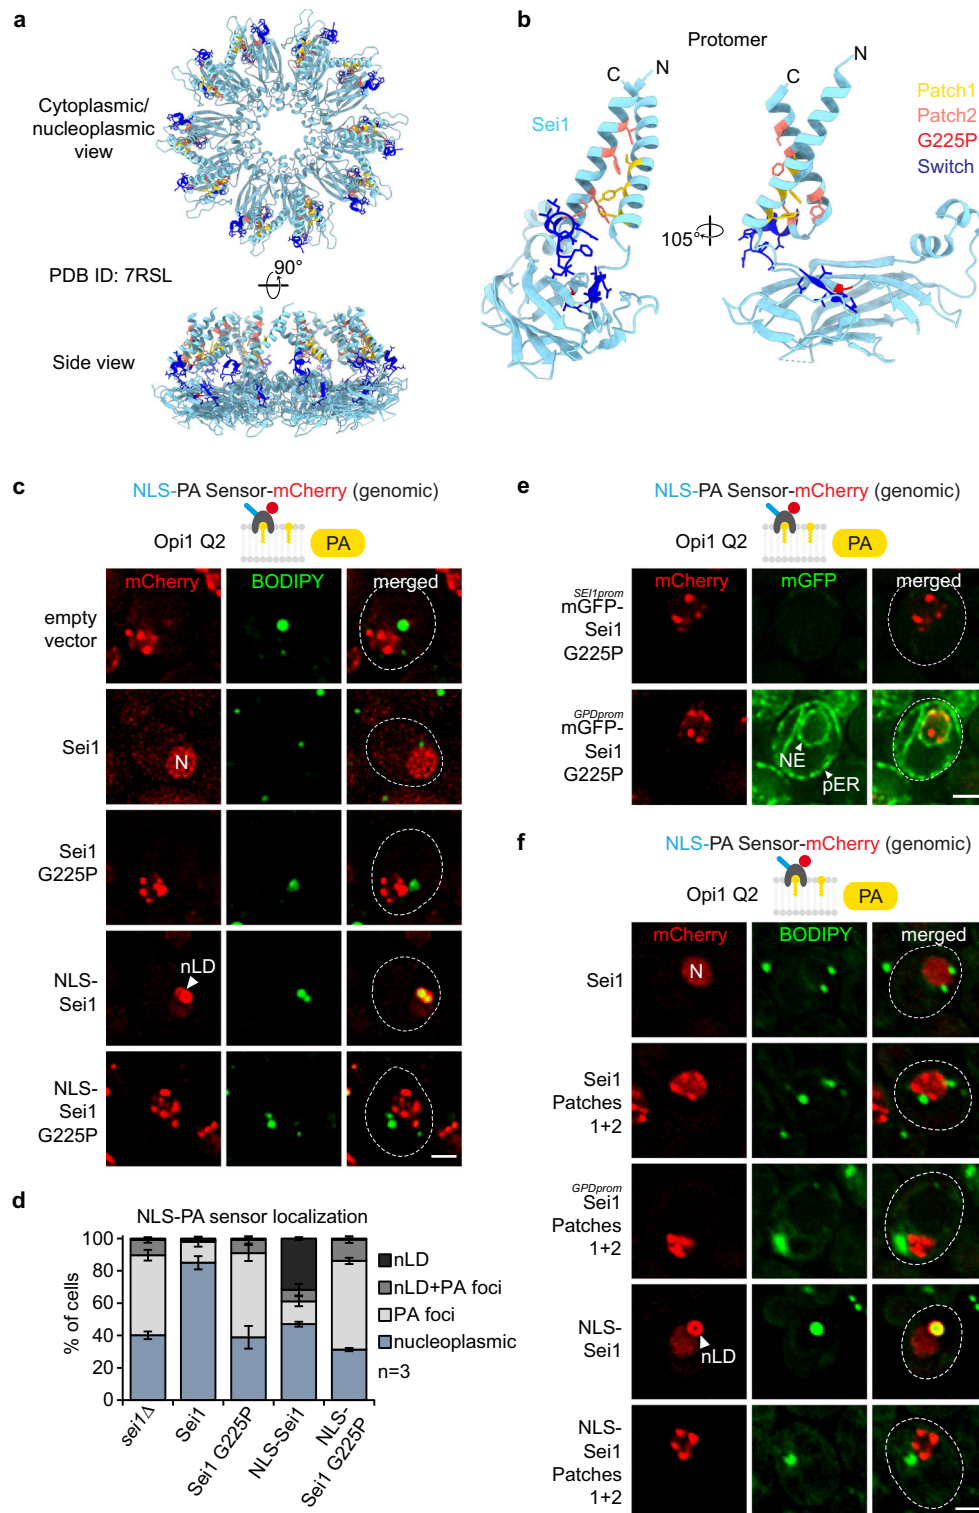 a
Cytoplasmic/
nucleoplasmic
view
PDB ID: 7RSL
90°
Side view
b
Protomer
C
N
C
N
Sei1
Patch1
Patch2
G225P
Switch
105°
c
NLS-PA Sensor-mCherry (genomic)
Opi1 Q2
PA
mCherry
BODIPY
merged
empty
vector
Sei1
N
Sei1
G225P
NLS-
Sei1
nLD
NLS-
Sei1
G225P
d
NLS-PA sensor localization
% of cells
100
80
60
40
20
0
nLD
nLD+PA foci
PA foci
nucleoplasmic
n=3
sei1Δ
Sei1
Sei1 G225P
NLS-Sei1
NLS-
Sei1 G225P
e
NLS-PA Sensor-mCherry (genomic)
Opi1 Q2
PA
mCherry
mGFP
merged
SEI1prom
mGFP-
Sei1
G225P
GPDprom
mGFP-
Sei1
G225P
NE
pER
f
NLS-PA Sensor-mCherry (genomic)
Opi1 Q2
PA
mCherry
BODIPY
merged
Sei1
N
Sei1
Patches
1+2
GPDprom
Sei1
Patches
1+2
NLS-
Sei1
nLD
NLS-
Sei1
Patches
1+2